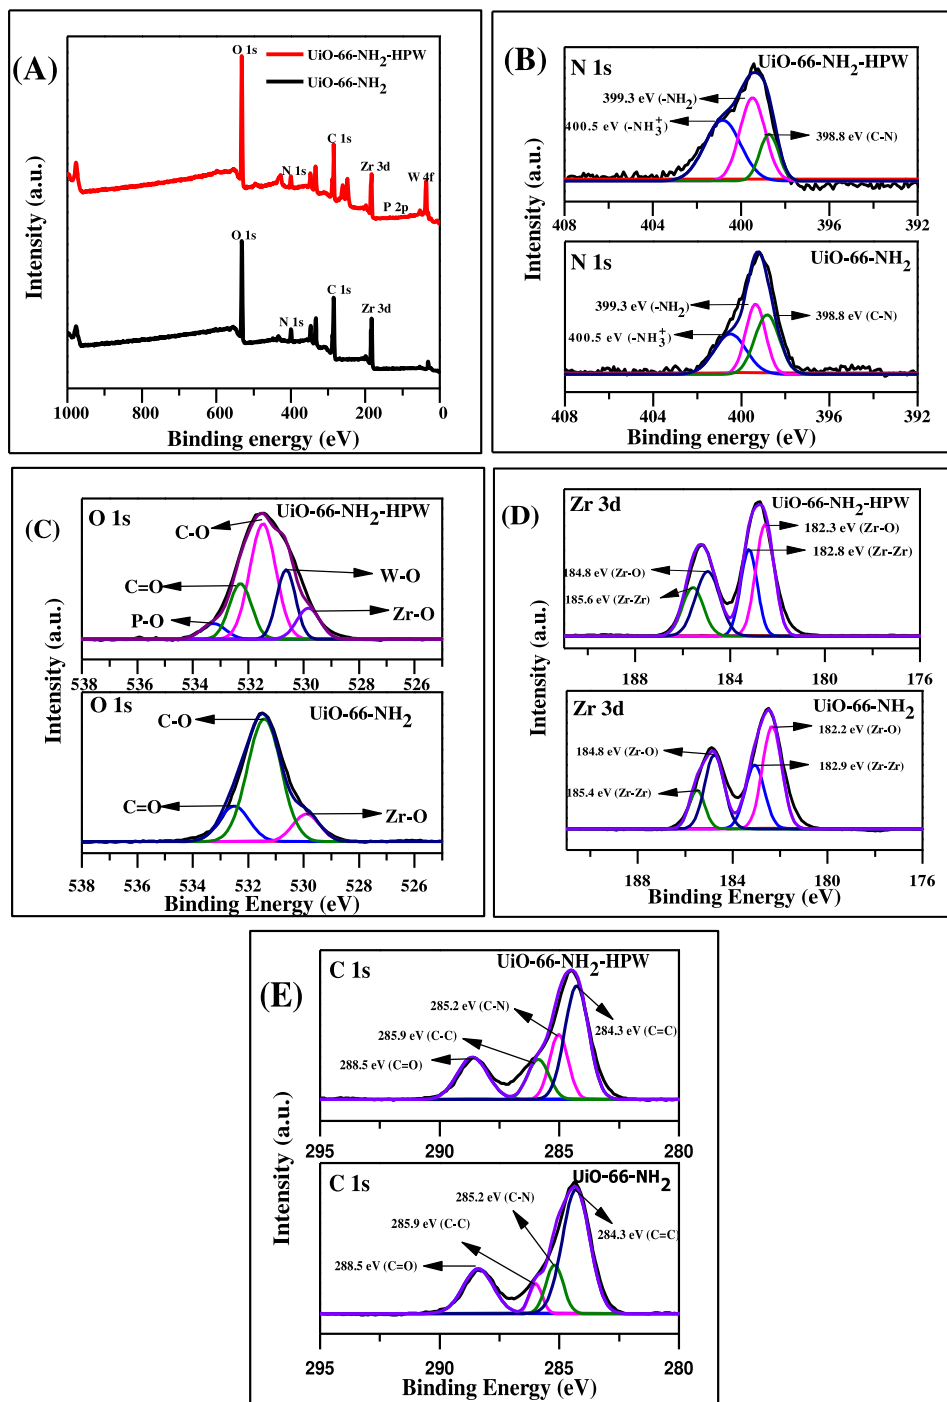 (A)
O 1s
UiO-66-NH2-HPW
UiO-66-NH2
C 1s
N 1s
Zr 3d
W 4f
P 2p
O 1s
C 1s
Zr 3d
N 1s
Intensity (a.u.)
1000 800 600 400 200 0
Binding energy (eV)
(B)
N 1s
UiO-66-NH2-HPW
399.3 eV (-NH2)
400.5 eV (-NH3+)
398.8 eV (C-N)
408 404 400 396 392
N 1s
UiO-66-NH2
399.3 eV (-NH2)
398.8 eV (C-N)
400.5 eV (-NH3+)
Intensity (a.u.)
408 404 400 396 392
Binding energy (eV)
(C)
O 1s
UiO-66-NH2-HPW
C-O
C=O
W-O
P-O
Zr-O
538 536 534 532 530 528 526
O 1s
UiO-66-NH2
C-O
C=O
Zr-O
Intensity (a.u.)
538 536 534 532 530 528 526
Binding Energy (eV)
(D)
Zr 3d
UiO-66-NH2-HPW
182.3 eV (Zr-O)
182.8 eV (Zr-Zr)
184.8 eV (Zr-O)
185.6 eV (Zr-Zr)
188 184 180 176
Zr 3d
UiO-66-NH2
182.2 eV (Zr-O)
184.8 eV (Zr-O)
182.9 eV (Zr-Zr)
185.4 eV (Zr-Zr)
Intensity (a.u.)
188 184 180 176
Binding Energy (eV)
(E)
C 1s
UiO-66-NH2-HPW
285.2 eV (C-N)
284.3 eV (C=C)
285.9 eV (C-C)
288.5 eV (C=O)
295 290 285 280
C 1s
UiO-66-NH2
285.2 eV (C-N)
285.9 eV (C-C)
284.3 eV (C=C)
288.5 eV (C=O)
Intensity (a.u.)
295 290 285 280
Binding Energy (eV)